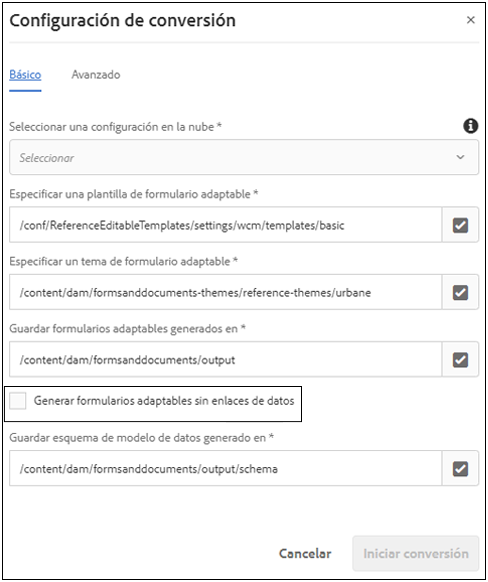 Configuración de conversión
Básico Avanzado
Seleccionar una configuración en la nube *
Seleccionar
Especificar una plantilla de formulario adaptable *
/conf/ReferenceEditableTemplates/settings/wcm/templates/basic
Especificar un tema de formulario adaptable *
/content/dam/formsanddocuments-themes/reference-themes/urbane
Guardar formularios adaptables generados en *
/content/dam/formsanddocuments/output
Generar formularios adaptables sin enlaces de datos
Guardar esquema de modelo de datos generado en *
/content/dam/formsanddocuments/output/schema
Cancelar Iniciar conversión